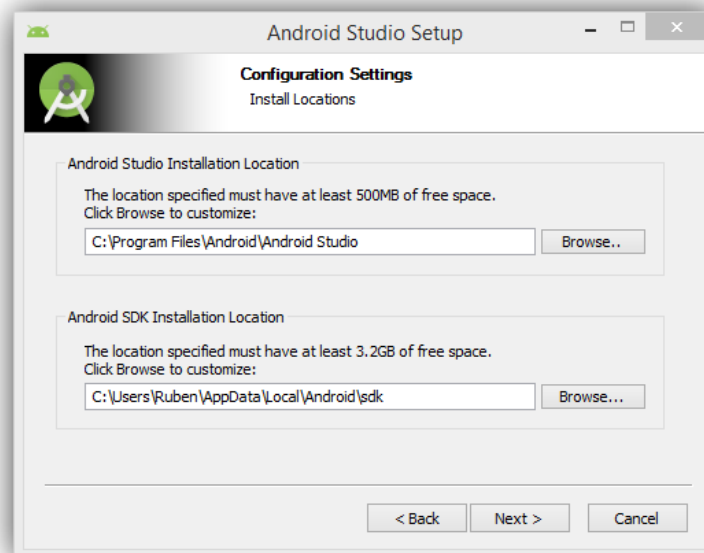 Android Studio Setup
Configuration Settings
Install Locations
Android Studio Installation Location
The location specified must have at least 500MB of free space.
Click Browse to customize:
C:\Program Files\Android\Android Studio
Browse..
Android SDK Installation Location
The location specified must have at least 3.2GB of free space.
Click Browse to customize:
C:\Users\Ruben\AppData\Local\Android\sdk
Browse...
< Back
Next >
Cancel